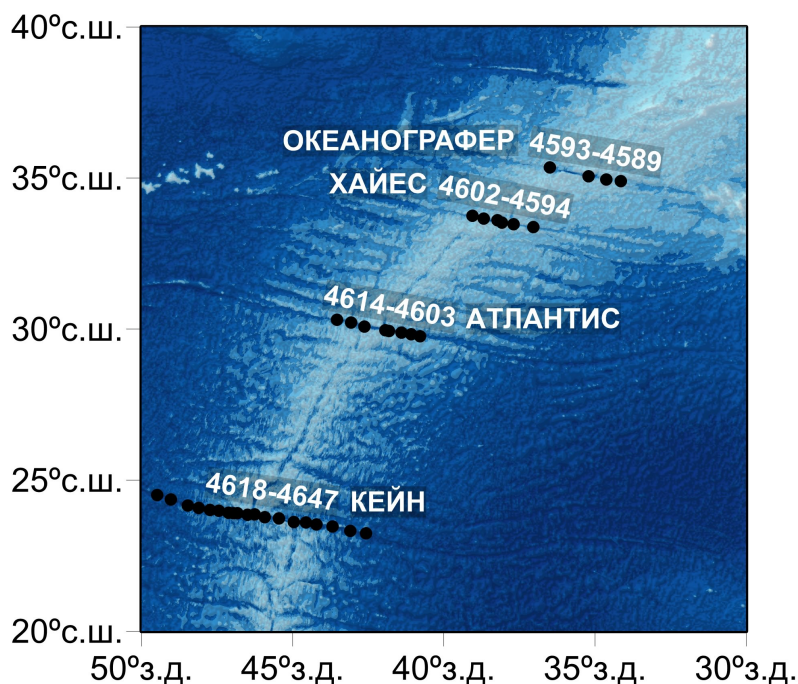 40ºс.ш.
ОКЕАНОГРАФЕР 4593-4589
35ºс.ш.
ХАЙЕС 4602-4594
4614-4603 АТЛАНТИС
30ºс.ш.
25ºс.ш.
4618-4647 КЕЙН
20ºс.ш.
50ºз.д. 45ºз.д. 40ºз.д. 35ºз.д. 30ºз.д.